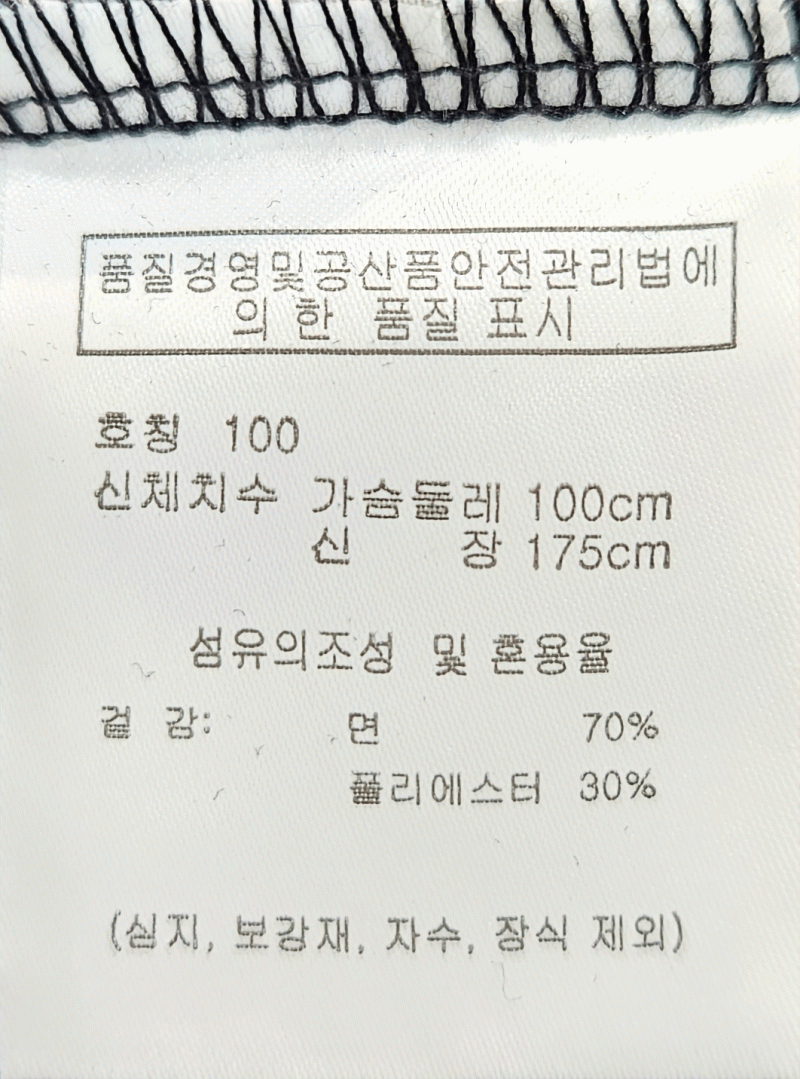 품질경영및공산품안전관리법에
의 한 품질 표시
호칭 100
신체치수 가슴둘레 100cm
신 장 175cm
섬유의조성 및 혼용율
겉 감: 면 70%
폴리에스터 30%
(심지, 보강재, 자수, 장식 제외)